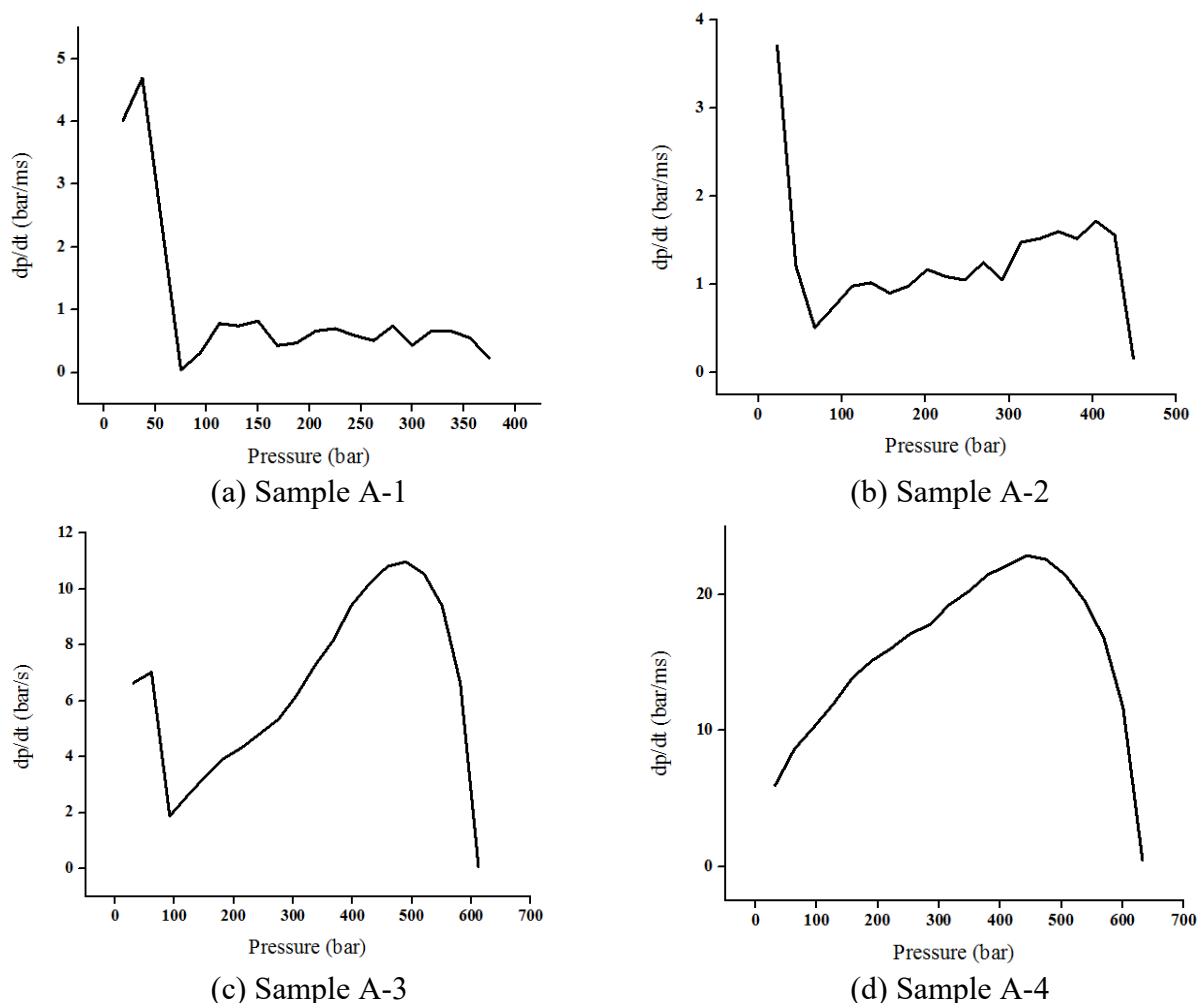 5
4
3
2
1
0
dp/dt (bar/ms)
0 50 100 150 200 250 300 350 400
Pressure (bar)
(a) Sample A-1
4
3
2
1
0
dp/dt (bar/ms)
0 100 200 300 400 500
Pressure (bar)
(b) Sample A-2
12
10
8
6
4
2
0
dp/dt (bar/s)
0 100 200 300 400 500 600 700
Pressure (bar)
(c) Sample A-3
20
10
0
dp/dt (bar/ms)
0 100 200 300 400 500 600 700
Pressure (bar)
(d) Sample A-4